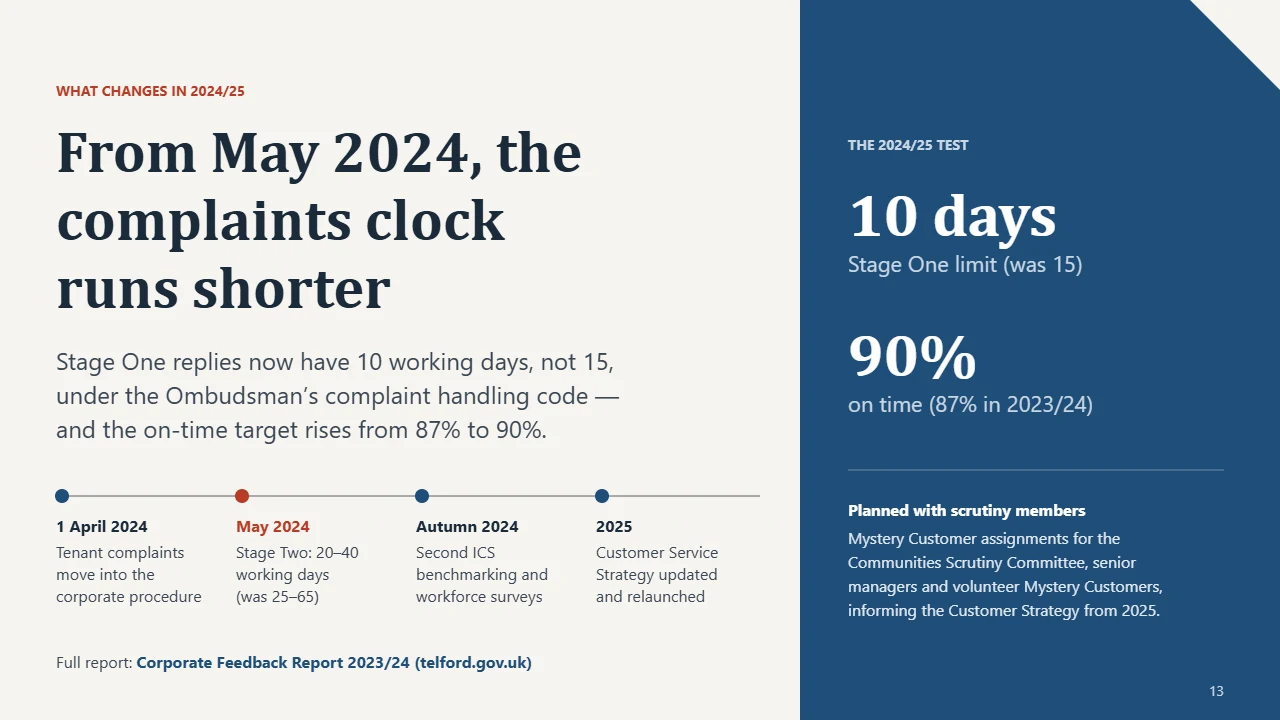 WHAT CHANGES IN 2024/25
From May 2024, the
complaints clock
runs shorter
Stage One replies now have 10 working days, not 15,
under the Ombudsman’s complaint handling code —
and the on-time target rises from 87% to 90%.
1 April 2024
Tenant complaints
move into the
corporate procedure
May 2024
Stage Two: 20–40
working days
(was 25–65)
Autumn 2024
Second ICS
benchmarking and
workforce surveys
2025
Customer Service
Strategy updated
and relaunched
Full report: Corporate Feedback Report 2023/24 (telford.gov.uk)
THE 2024/25 TEST
10 days
Stage One limit (was 15)
90%
on time (87% in 2023/24)
Planned with scrutiny members
Mystery Customer assignments for the
Communities Scrutiny Committee, senior
managers and volunteer Mystery Customers,
informing the Customer Strategy from 2025.
13